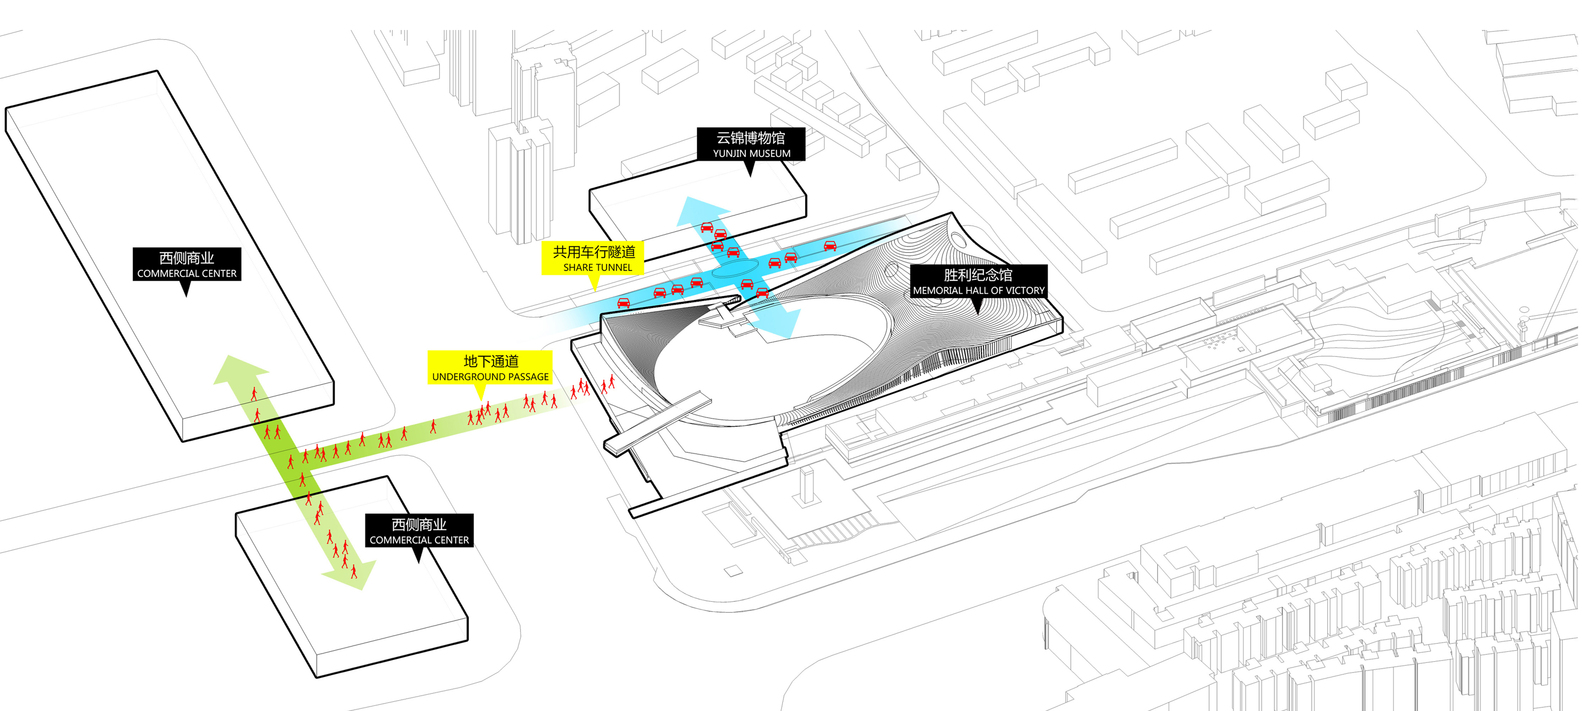 云锦博物馆
YUNJIN MUSEUM
共用车行隧道
SHARE TUNNEL
西侧商业
COMMERCIAL CENTER
胜利纪念馆
MEMORIAL HALL OF VICTORY
地下通道
UNDERGROUND PASSAGE
西侧商业
COMMERCIAL CENTER